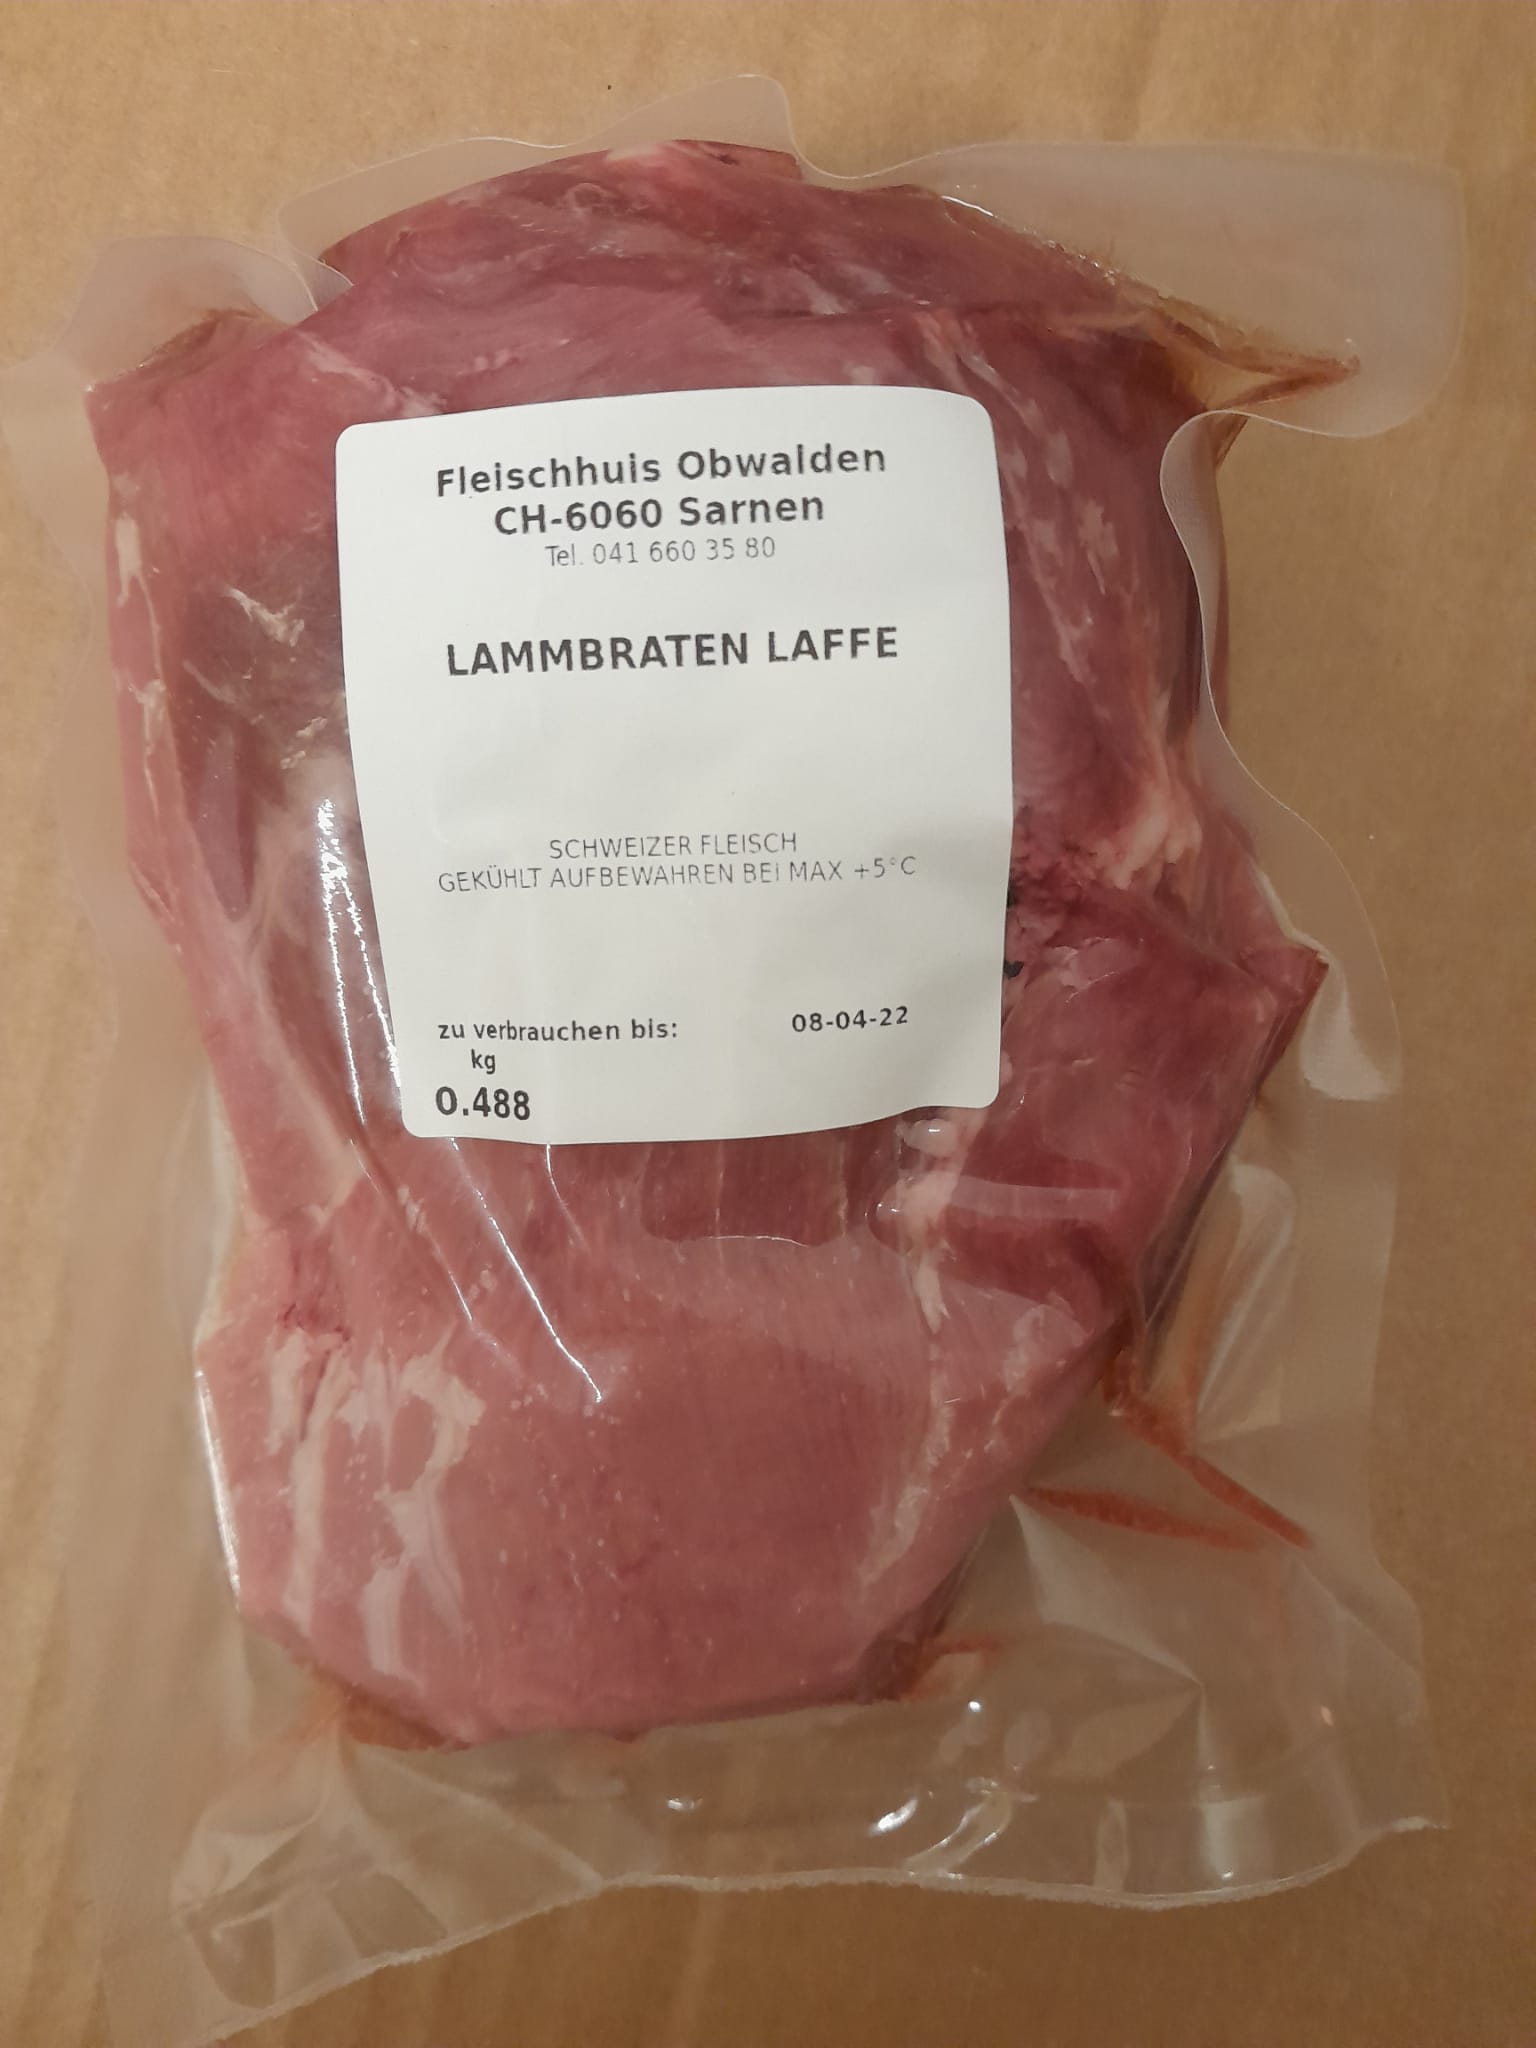 Fleischhuis Obwalden
CH-6060 Sarnen
Tel. 041 660 35 80
LAMMBRATEN LAFFE
SCHWEIZER FLEISCH
GEKÜHLT AUFBEWAHREN BEI MAX +5°C
zu verbrauchen bis: 08-04-22
kg
0.488